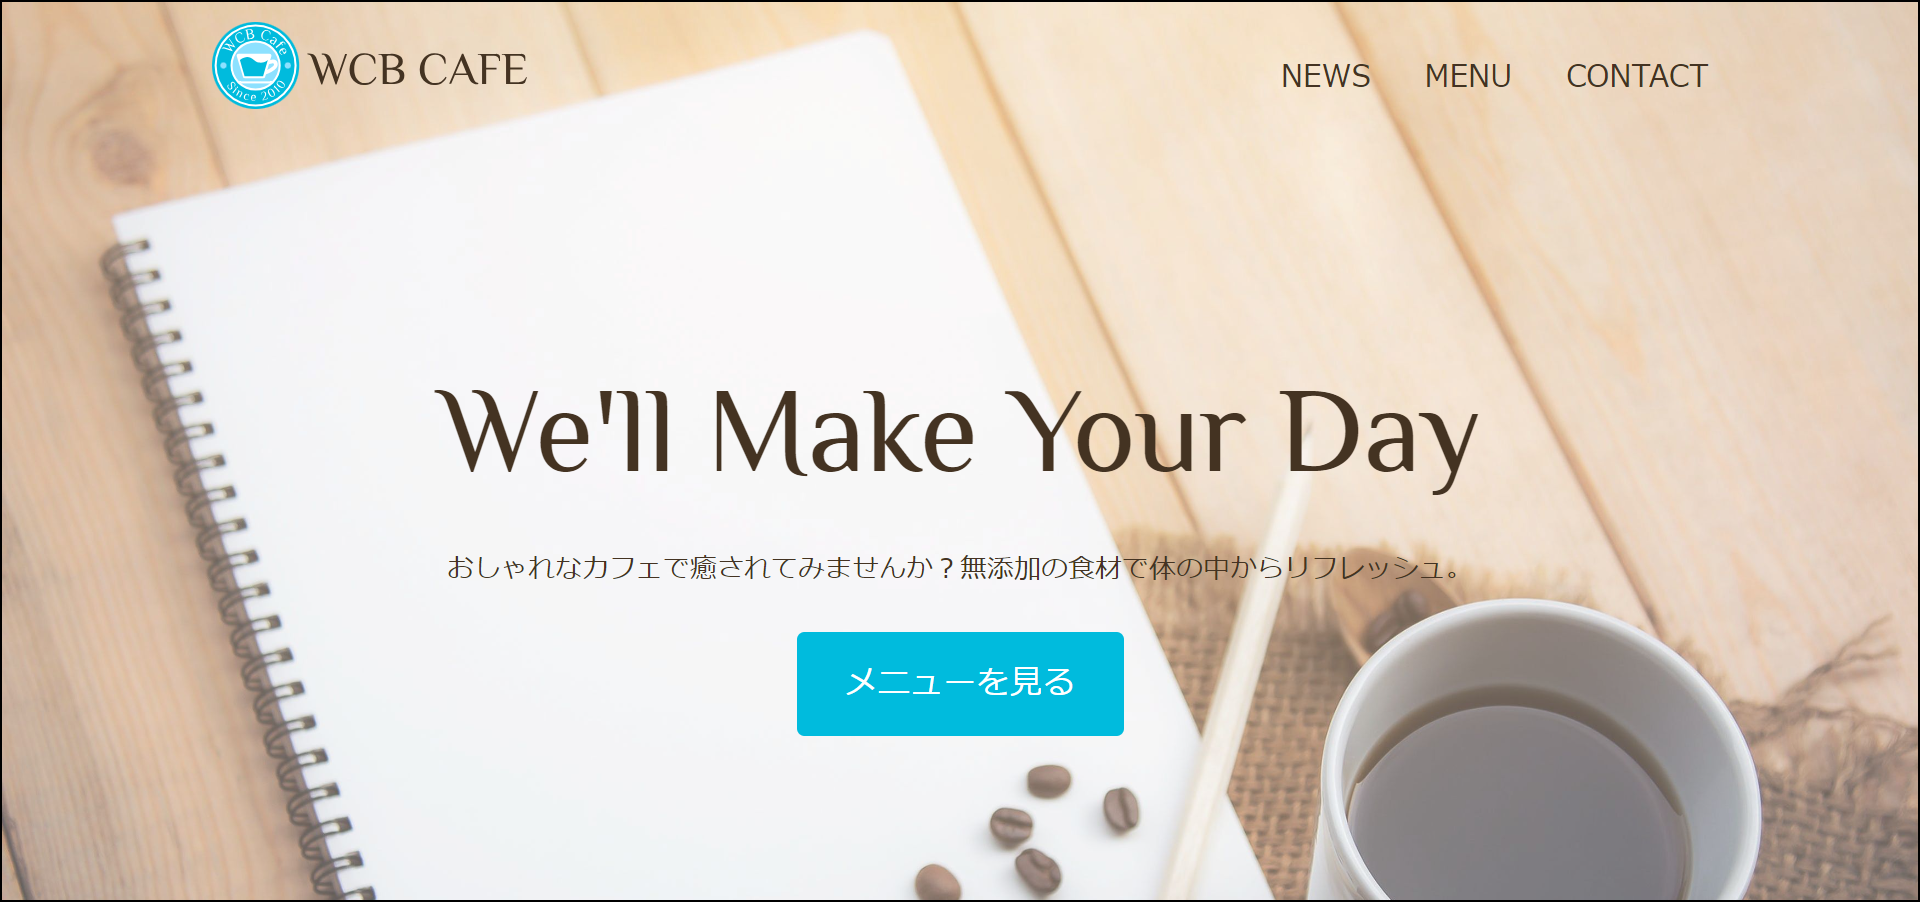 WCB Cafe
Since 2010
WCB CAFE
NEWS MENU CONTACT
We'll Make Your Day
おしゃれなカフェで癒されてみませんか？無添加の食材で体の中からリフレッシュ。
メニューを見る